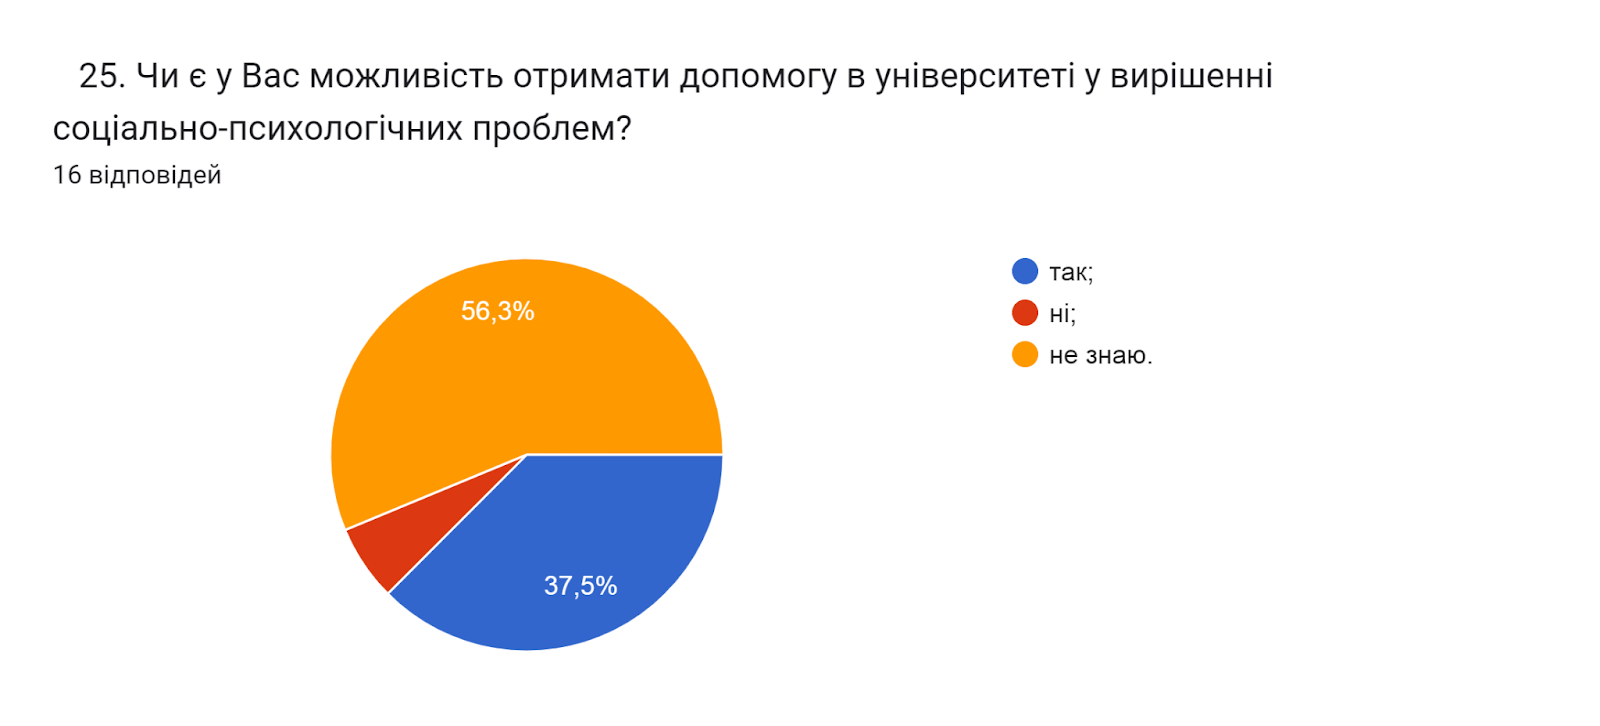 25. Чи є у Вас можливість отримати допомогу в університеті у вирішенні
соціально-психологічних проблем?
16 відповідей
56,3%
37,5%
так;
ні;
не знаю.